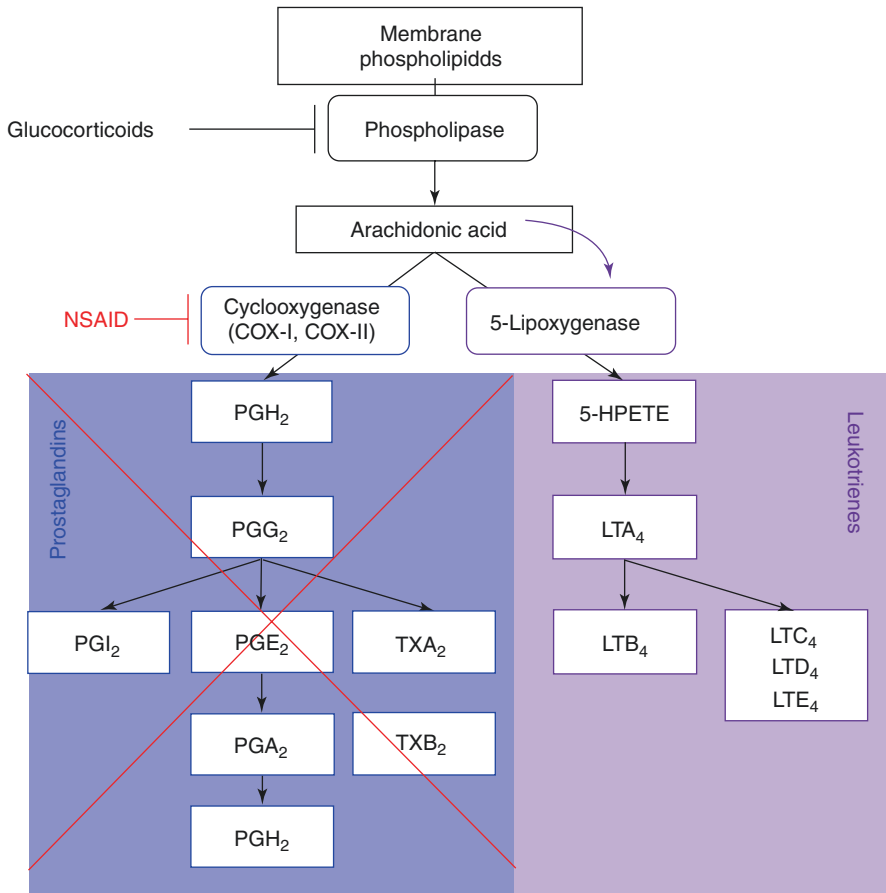 Membrane
phospholipidds
Glucocorticoids
Phospholipase
Arachidonic acid
NSAID
Cyclooxygenase
(COX-I, COX-II)
5-Lipoxygenase
Prostaglandins
Leukotrienes
PGH₂
5-HPETE
PGG₂
LTA₄
PGI₂
PGE₂
TXA₂
LTB₄
LTC₄
LTD₄
LTE₄
PGA₂
TXB₂
PGH₂